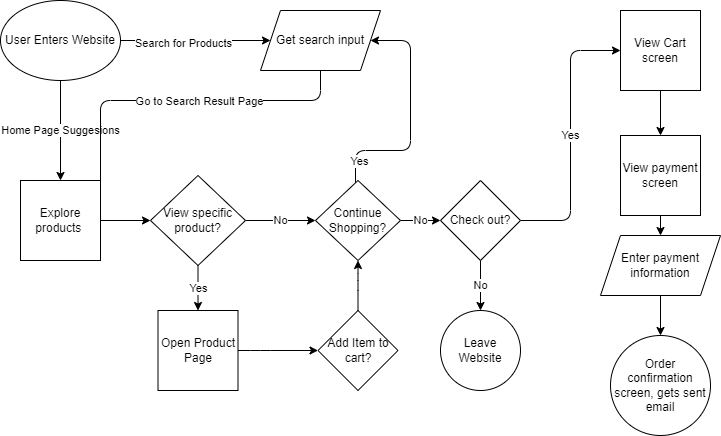 User Enters Website
Search for Products
Get search input
View Cart
screen
Go to Search Result Page
Home Page Suggesions
Yes
Yes
View payment
screen
Explore
products
View specific
product?
No
Continue
Shopping?
No
Check out?
Enter payment
information
Yes
No
Open Product
Page
Add Item to
cart?
Leave
Website
Order
confirmation
screen, gets sent
email